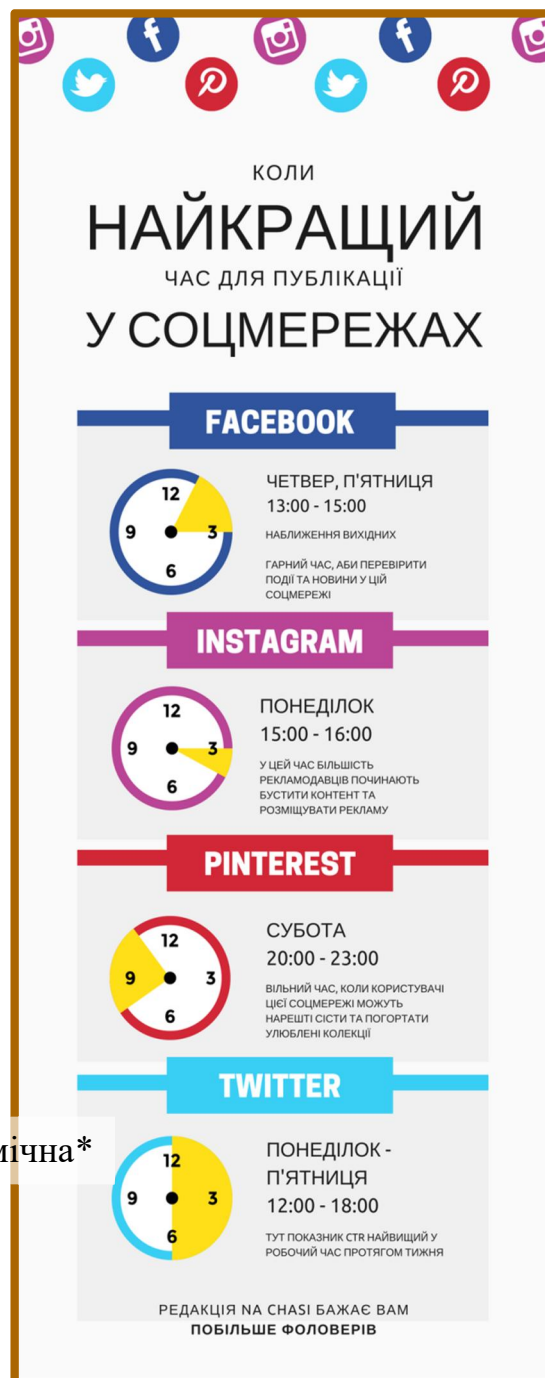 КОЛИ
НАЙКРАЩИЙ
ЧАС ДЛЯ ПУБЛІКАЦІЇ
У СОЦМЕРЕЖАХ
FACEBOOK
12
9
3
6
ЧЕТВЕР, П'ЯТНИЦЯ
13:00 - 15:00
НАБЛИЖЕННЯ ВИХІДНИХ
ГАРНИЙ ЧАС, АБИ ПЕРЕВІРИТИ
ПОДІЇ ТА НОВИНИ У ЦІЙ
СОЦМЕРЕЖІ
INSTAGRAM
12
9
3
6
ПОНЕДІЛОК
15:00 - 16:00
У ЦЕЙ ЧАС БІЛЬШІСТЬ
РЕКЛАМОДАВЦІВ ПОЧИНАЮТЬ
БУСТИТИ КОНТЕНТ ТА
РОЗМІЩУВАТИ РЕКЛАМУ
PINTEREST
12
9
3
6
СУБОТА
20:00 - 23:00
ВІЛЬНИЙ ЧАС, КОЛИ КОРИСТУВАЧІ
ЦІЄЇ СОЦМЕРЕЖІ МОЖУТЬ
НАРЕШТІ СІСТИ ТА ПОГОРТАТИ
УЛЮБЛЕНІ КОЛЕКЦІЇ
TWITTER
12
9
3
6
ПОНЕДІЛОК -
П'ЯТНИЦЯ
12:00 - 18:00
ТУТ ПОКАЗНИК CTR НАЙВИЩИЙ У
РОБОЧИЙ ЧАС ПРОТЯГОМ ТИЖНЯ
РЕДАКЦІЯ NA CHASI БАЖАЄ ВАМ
ПОБІЛЬШЕ ФОЛОВЕРІВ